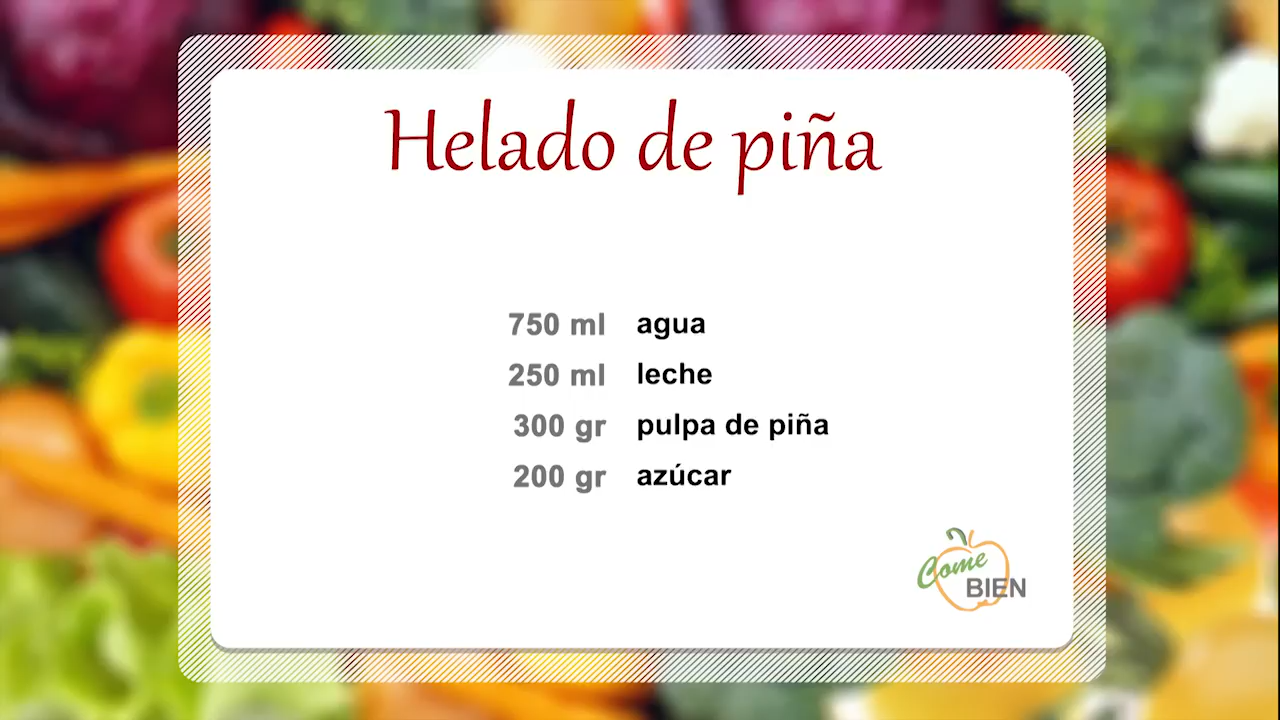 Helado de piña
750 ml agua
250 ml leche
300 gr pulpa de piña
200 gr azúcar
Come
BIEN